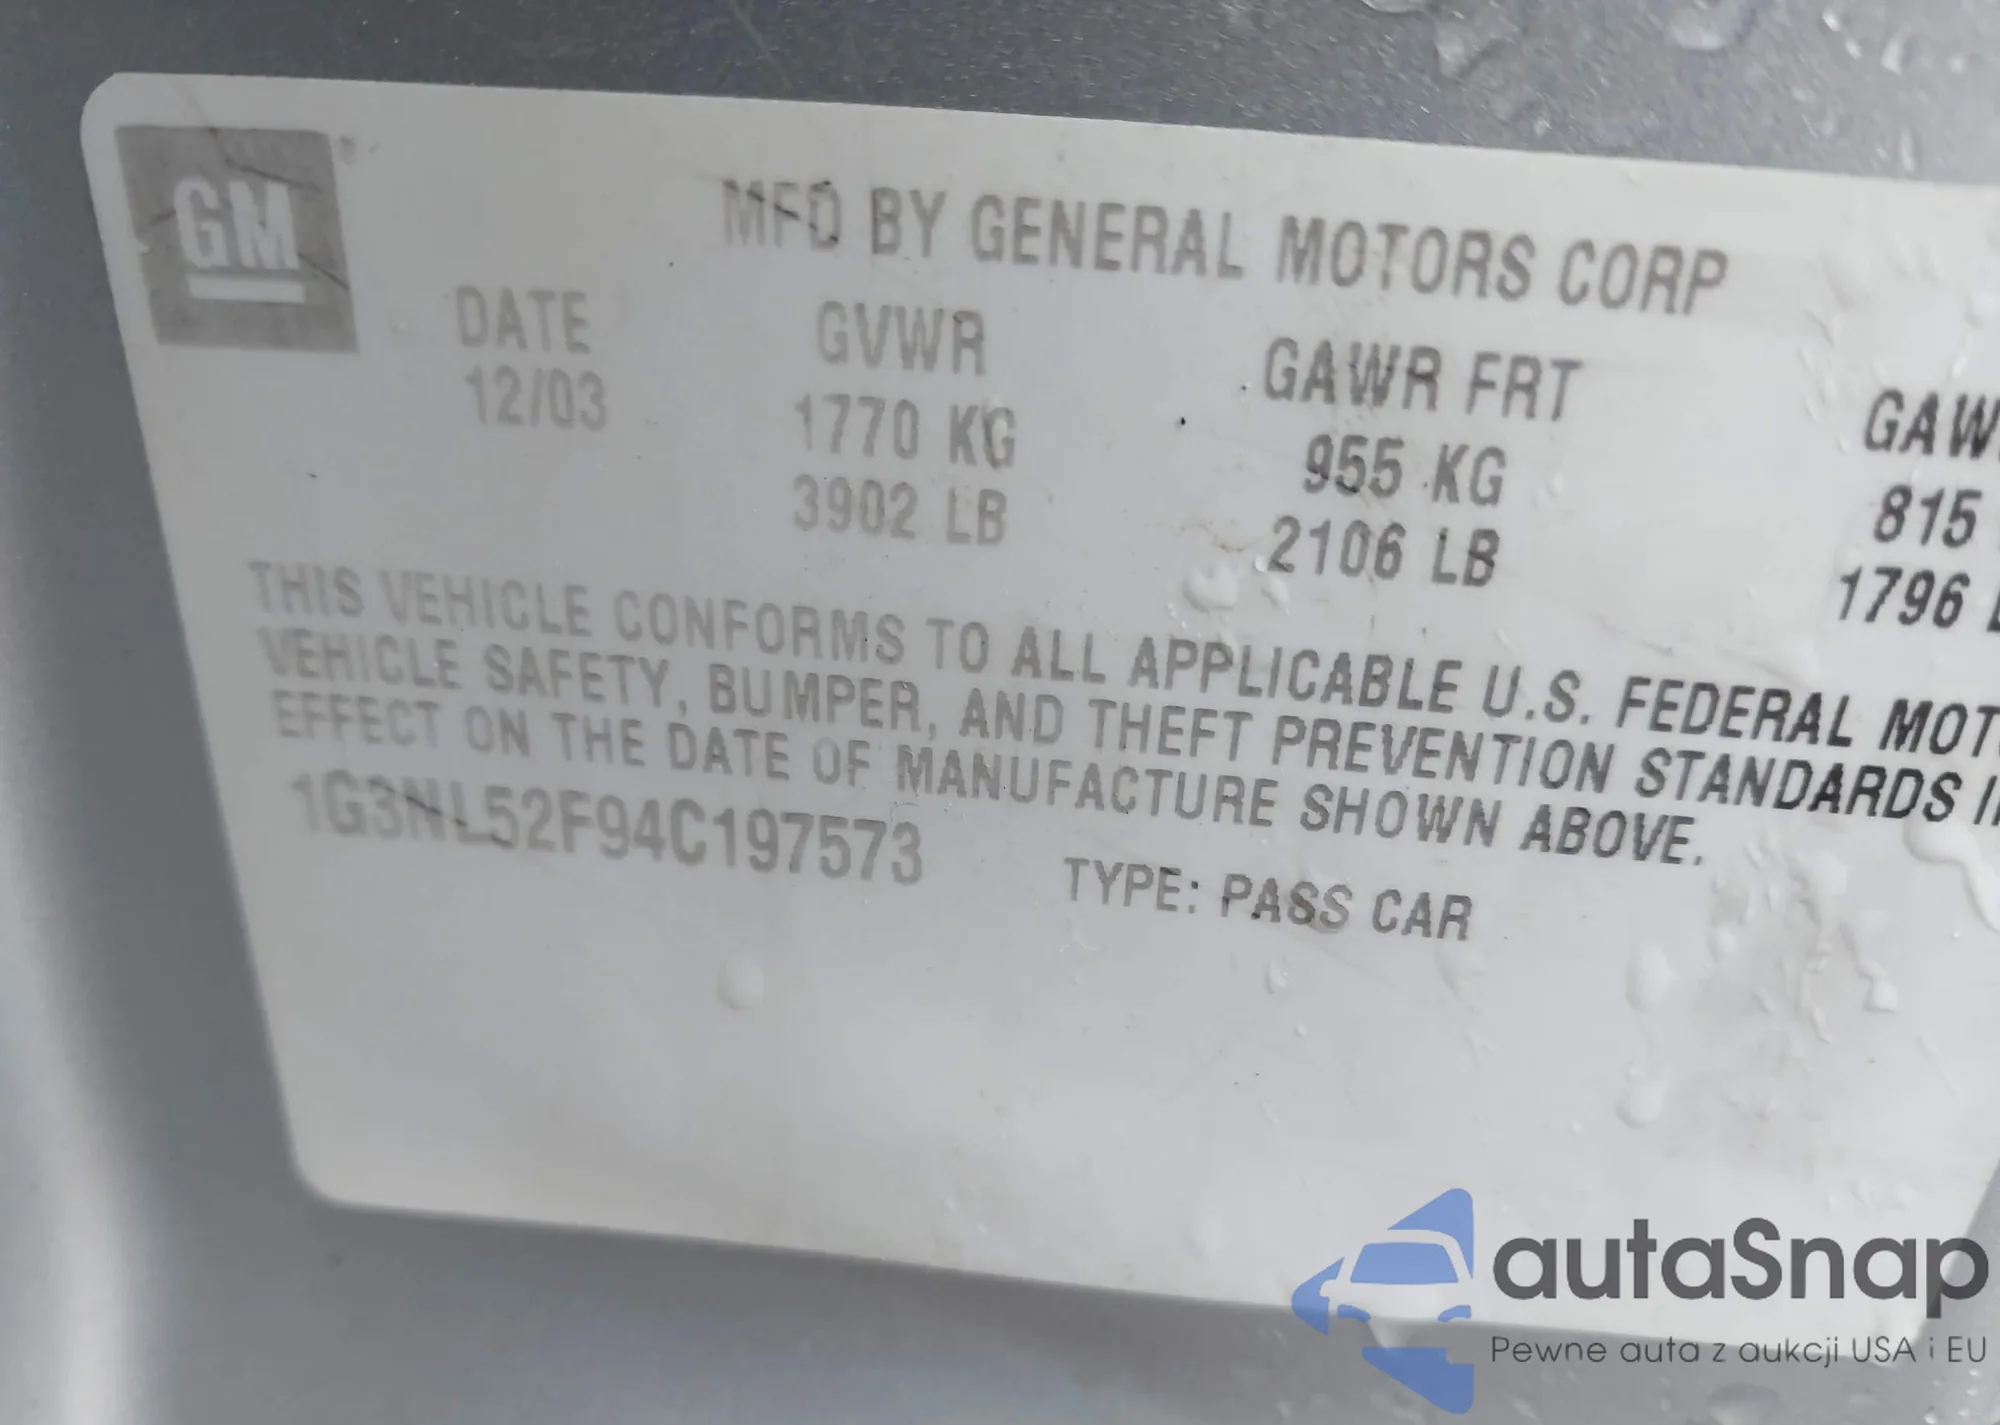 GM
MFD BY GENERAL MOTORS CORP
DATE GVWR GAWR FRT GAW
12/03 1770 KG 955 KG 815
3902 LB 2106 LB 1796 L
THIS VEHICLE CONFORMS TO ALL APPLICABLE U.S. FEDERAL MOT
VEHICLE SAFETY, BUMPER, AND THEFT PREVENTION STANDARDS I
EFFECT ON THE DATE OF MANUFACTURE SHOWN ABOVE.
1G3NL52F94C197573 TYPE: PASS CAR
autaSnap
Pewne auta z aukcji USA i EU